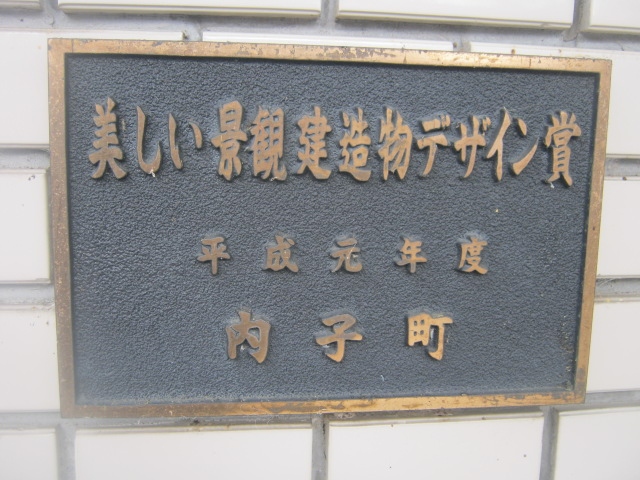 美しい景観建造物デザイン賞
平成元年度
内子町